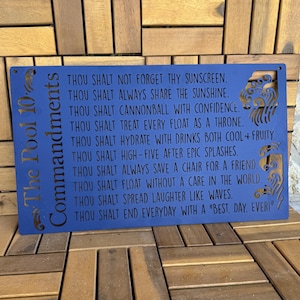 The Pool 10
Commandments
THOU SHALT NOT FORGET THY SUNSCREEN.
THOU SHALT ALWAYS SHARE THE SUNSHINE.
THOU SHALT CANNONBALL WITH CONFIDENCE.
THOU SHALT TREAT EVERY FLOAT AS A THRONE.
THOU SHALT HYDRATE WITH DRINKS BOTH COOL + FRUITY.
THOU SHALT HIGH-FIVE AFTER EPIC SPLASHES.
THOU SHALT ALWAYS SAVE A CHAIR FOR A FRIEND.
THOU SHALT FLOAT WITHOUT A CARE IN THE WORLD.
THOU SHALT SPREAD LAUGHTER LIKE WAVES.
THOU SHALT END EVERYDAY WITH A "BEST. DAY. EVER!"